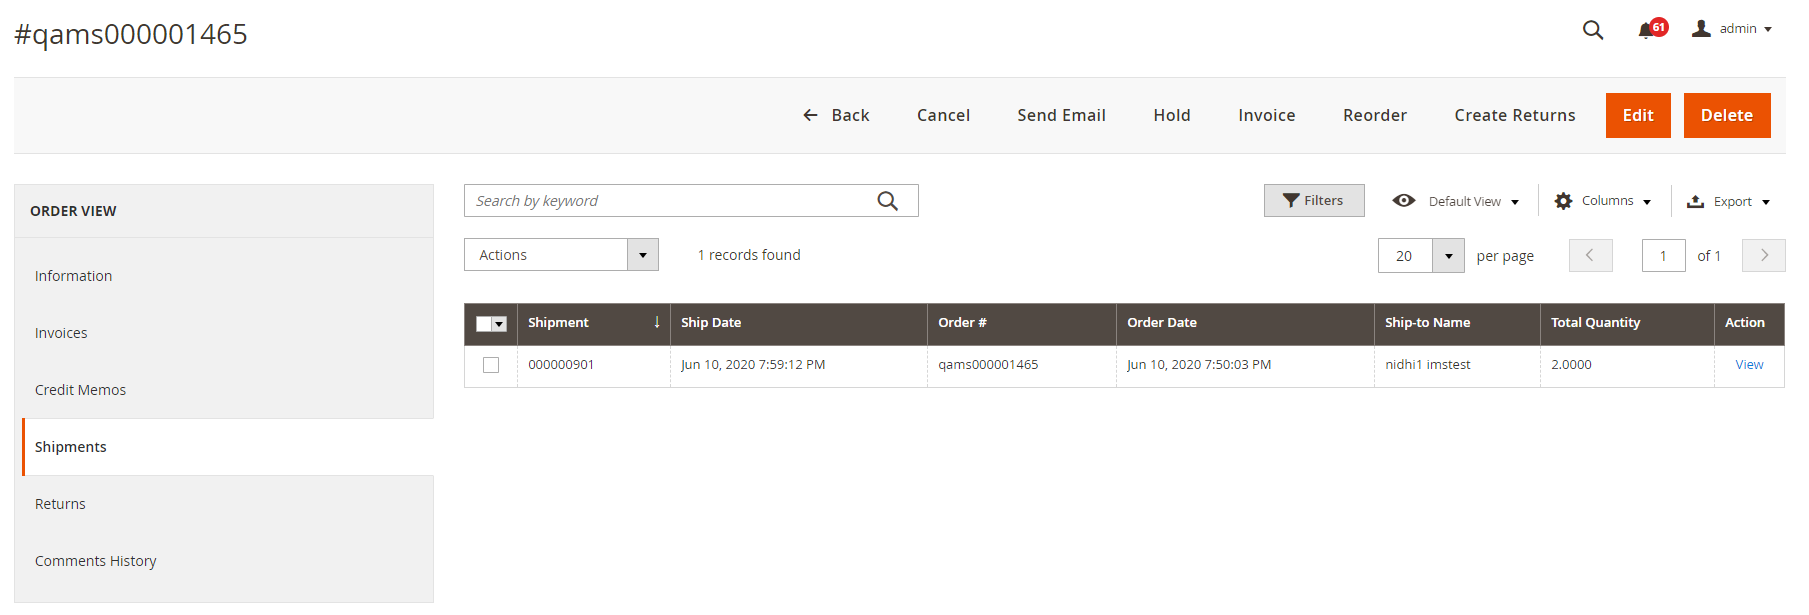 #qams000001465
61
admin
Back Cancel Send Email Hold Invoice Reorder Create Returns Edit Delete
ORDER VIEW
Information
Invoices
Credit Memos
Shipments
Returns
Comments History
Search by keyword
Filters Default View Columns Export
Actions 1 records found 20 per page 1 of 1
Shipment ↓ Ship Date Order # Order Date Ship-to Name Total Quantity Action
000000901 Jun 10, 2020 7:59:12 PM qams000001465 Jun 10, 2020 7:50:03 PM nidhi1 imstest 2.0000 View